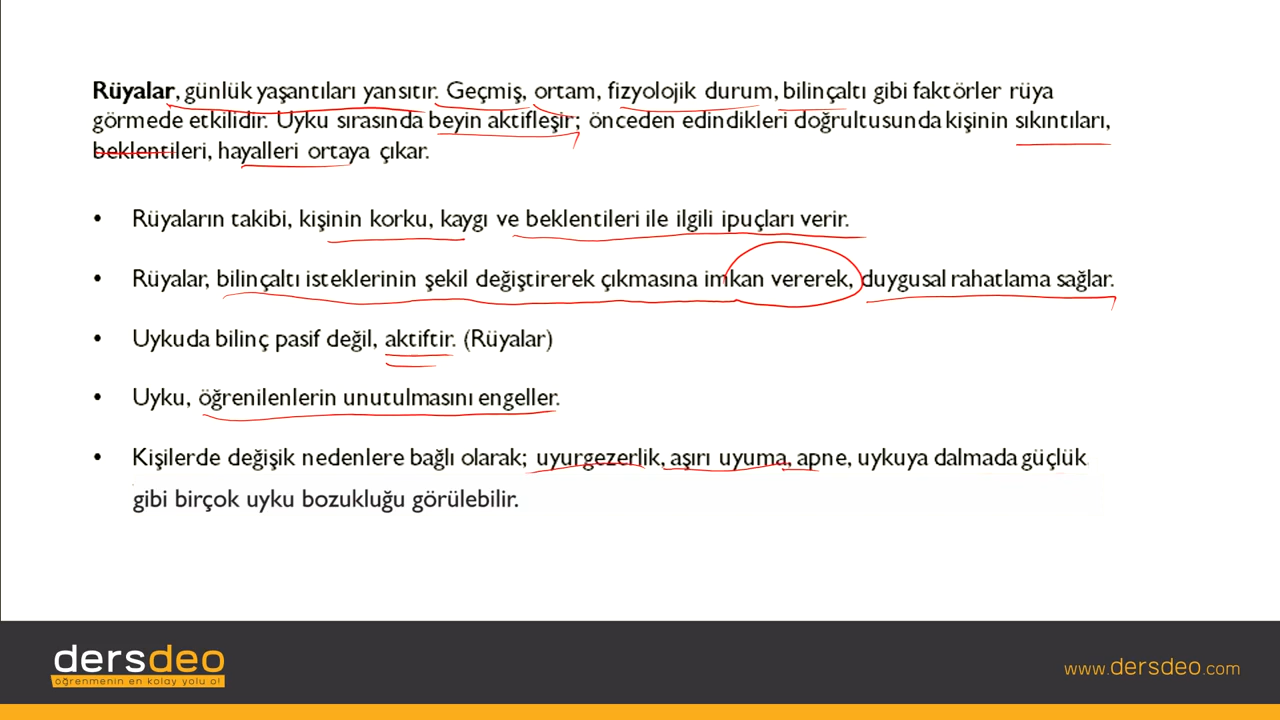 Rüyalar, günlük yaşantıları yansıtır. Geçmiş, ortam, fizyolojik durum, bilinçaltı gibi faktörler rüya
görmede etkilidir. Uyku sırasında beyin aktifleşir; önceden edindikleri doğrultusunda kişinin sıkıntıları,
beklentileri, hayalleri ortaya çıkar.
• Rüyaların takibi, kişinin korku, kaygı ve beklentileri ile ilgili ipuçları verir.
• Rüyalar, bilinçaltı isteklerinin şekil değiştirerek çıkmasına imkan vererek, duygusal rahatlama sağlar.
• Uykuda bilinç pasif değil, aktiftir. (Rüyalar)
• Uyku, öğrenilenlerin unutulmasını engeller.
• Kişilerde değişik nedenlere bağlı olarak; uyurgezerlik, aşırı uyuma, apne, uykuya dalmada güçlük
gibi birçok uyku bozukluğu görülebilir.
dersdeo
öğrenmenin en kolay yolu o!
www.dersdeo.com